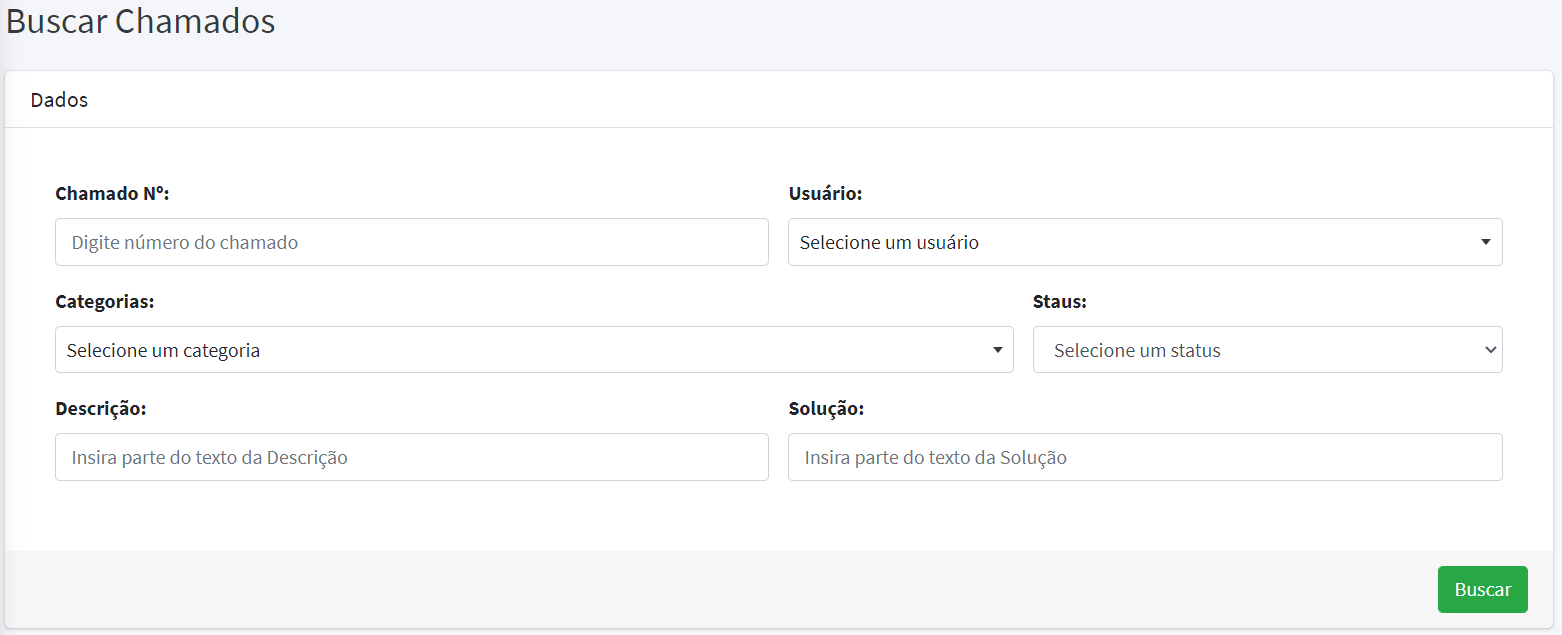 Buscar Chamados
Dados
Chamado Nº:
Usuário:
Digite número do chamado
Selecione um usuário
Categorias:
Staus:
Selecione um categoria
Selecione um status
Descrição:
Solução:
Insira parte do texto da Descrição
Insira parte do texto da Solução
Buscar